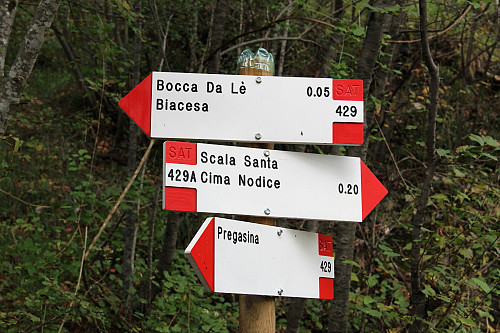 Bocca Da Lè 0.05 SAT
Biacesa 429
SAT Scala Santa
429A Cima Nodice 0.20
Pregasina SAT
429